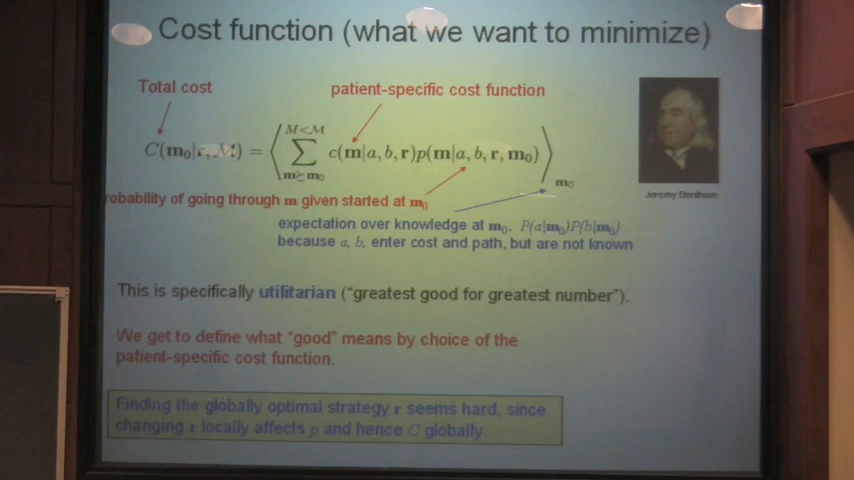 Cost function (what we want to minimize)
Total cost
patient-specific cost function
C(m₀|r, ℳ) = ⟨ ∑_{m≥m₀}^{M<ℳ} c(m|a, b, r)p(m|a, b, r, m₀) ⟩_{m₀}
Jeremy Bentham
robability of going through m given started at m₀
expectation over knowledge at m₀, P(a|m₀)P(b|m₀)
because a, b, enter cost and path, but are not known
This is specifically utilitarian (“greatest good for greatest number”).
We get to define what “good” means by choice of the
patient-specific cost function.
Finding the globally optimal strategy r seems hard, since
changing r locally affects p and hence C globally.